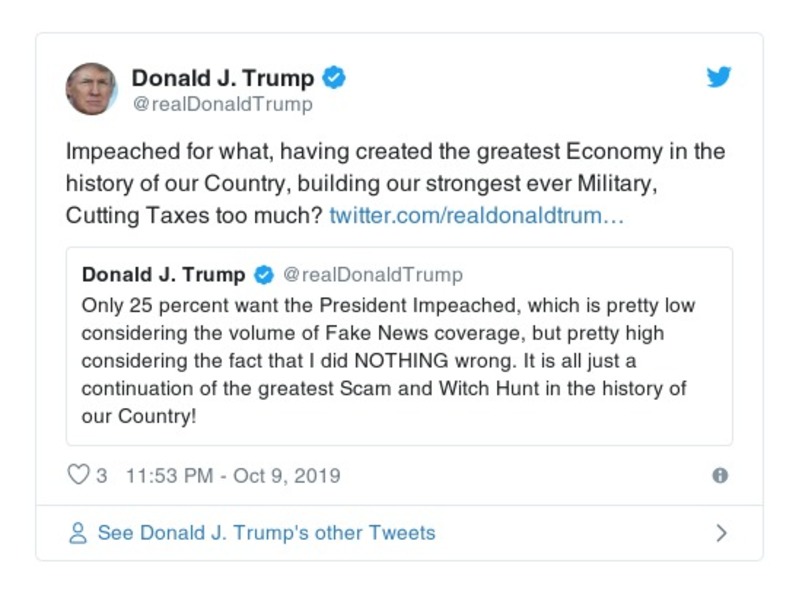 Donald J. Trump
@realDonaldTrump
Impeached for what, having created the greatest Economy in the
history of our Country, building our strongest ever Military,
Cutting Taxes too much? twitter.com/realdonaldtrum…
Donald J. Trump @realDonaldTrump
Only 25 percent want the President Impeached, which is pretty low
considering the volume of Fake News coverage, but pretty high
considering the fact that I did NOTHING wrong. It is all just a
continuation of the greatest Scam and Witch Hunt in the history of
our Country!
3 11:53 PM - Oct 9, 2019
See Donald J. Trump's other Tweets